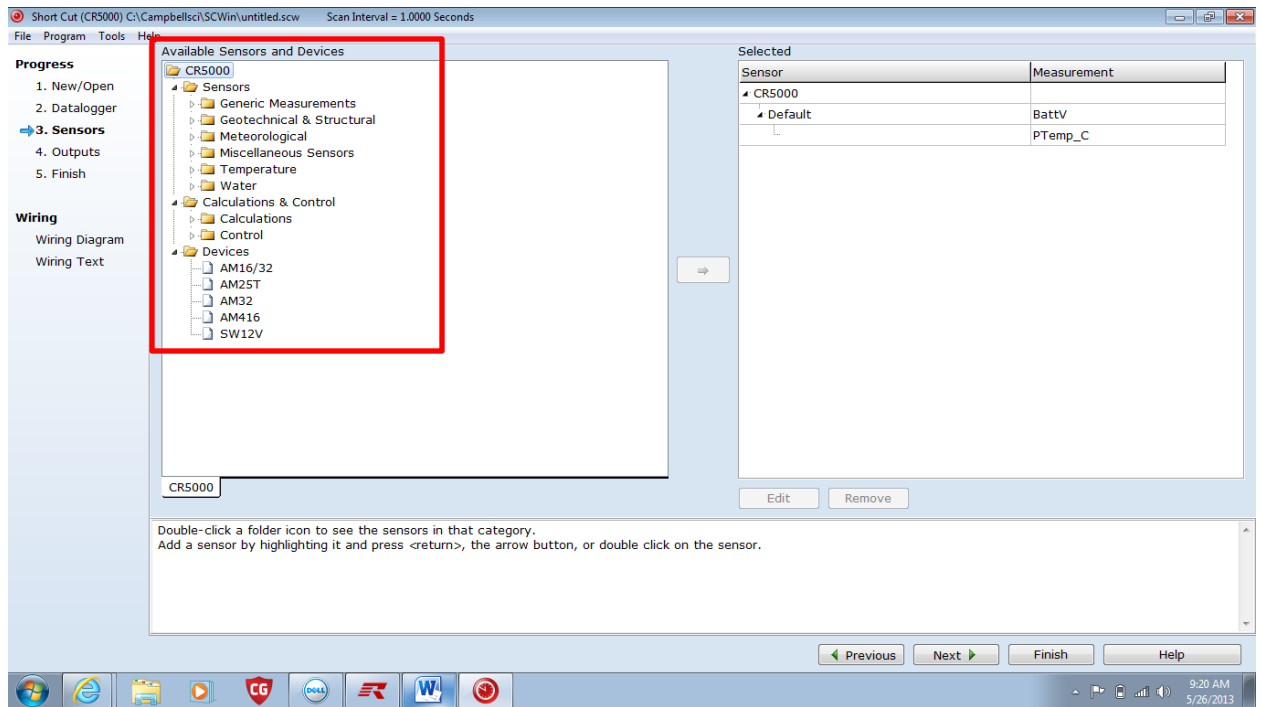 Short Cut (CR5000) C:\Campbellsci\SCWin\untitled.scw Scan Interval = 1.0000 Seconds
File Program Tools Help
Progress
1. New/Open
2. Datalogger
3. Sensors
4. Outputs
5. Finish
Wiring
Wiring Diagram
Wiring Text
Available Sensors and Devices
CR5000
Sensors
Generic Measurements
Geotechnical & Structural
Meteorological
Miscellaneous Sensors
Temperature
Water
Calculations & Control
Calculations
Control
Devices
AM16/32
AM25T
AM32
AM416
SW12V
CR5000
Selected
Sensor Measurement
CR5000
Default BattV
PTemp_C
Edit Remove
Double-click a folder icon to see the sensors in that category.
Add a sensor by highlighting it and press <return>, the arrow button, or double click on the sensor.
Previous Next Finish Help
CG
DELL
W
9:20 AM
5/26/2013